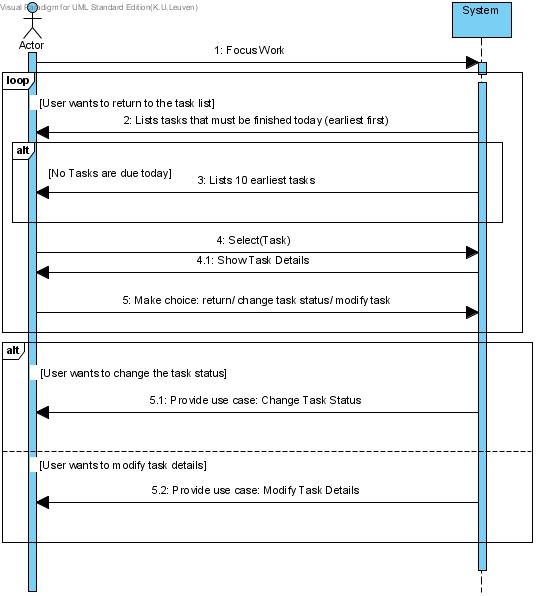 Visual Paradigm for UML Standard Edition(K.U.Leuven)
System
Actor
1: Focus Work
loop
[User wants to return to the task list]
2: Lists tasks that must be finished today (earliest first)
alt
[No Tasks are due today]
3: Lists 10 earliest tasks
4: Select(Task)
4.1: Show Task Details
5: Make choice: return/ change task status/ modify task
alt
[User wants to change the task status]
5.1: Provide use case: Change Task Status
[User wants to modify task details]
5.2: Provide use case: Modify Task Details